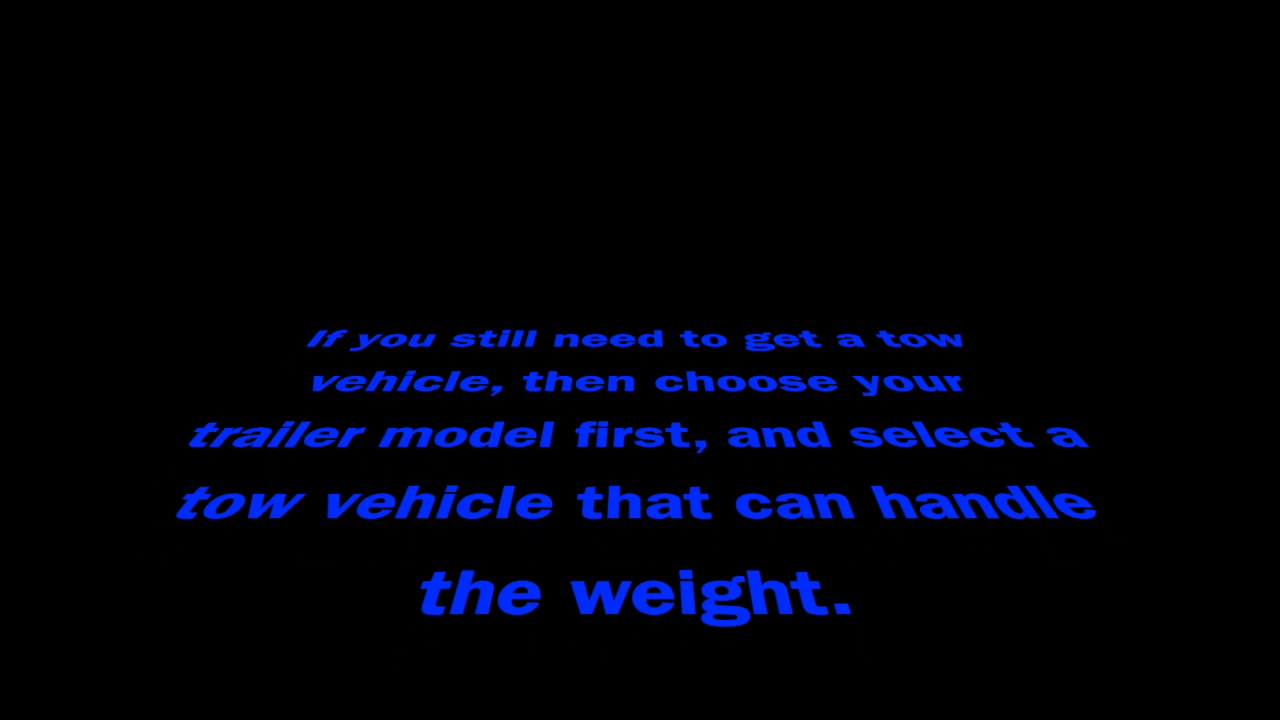 If you still need to get a tow
vehicle, then choose your
trailer model first, and select a
tow vehicle that can handle
the weight.